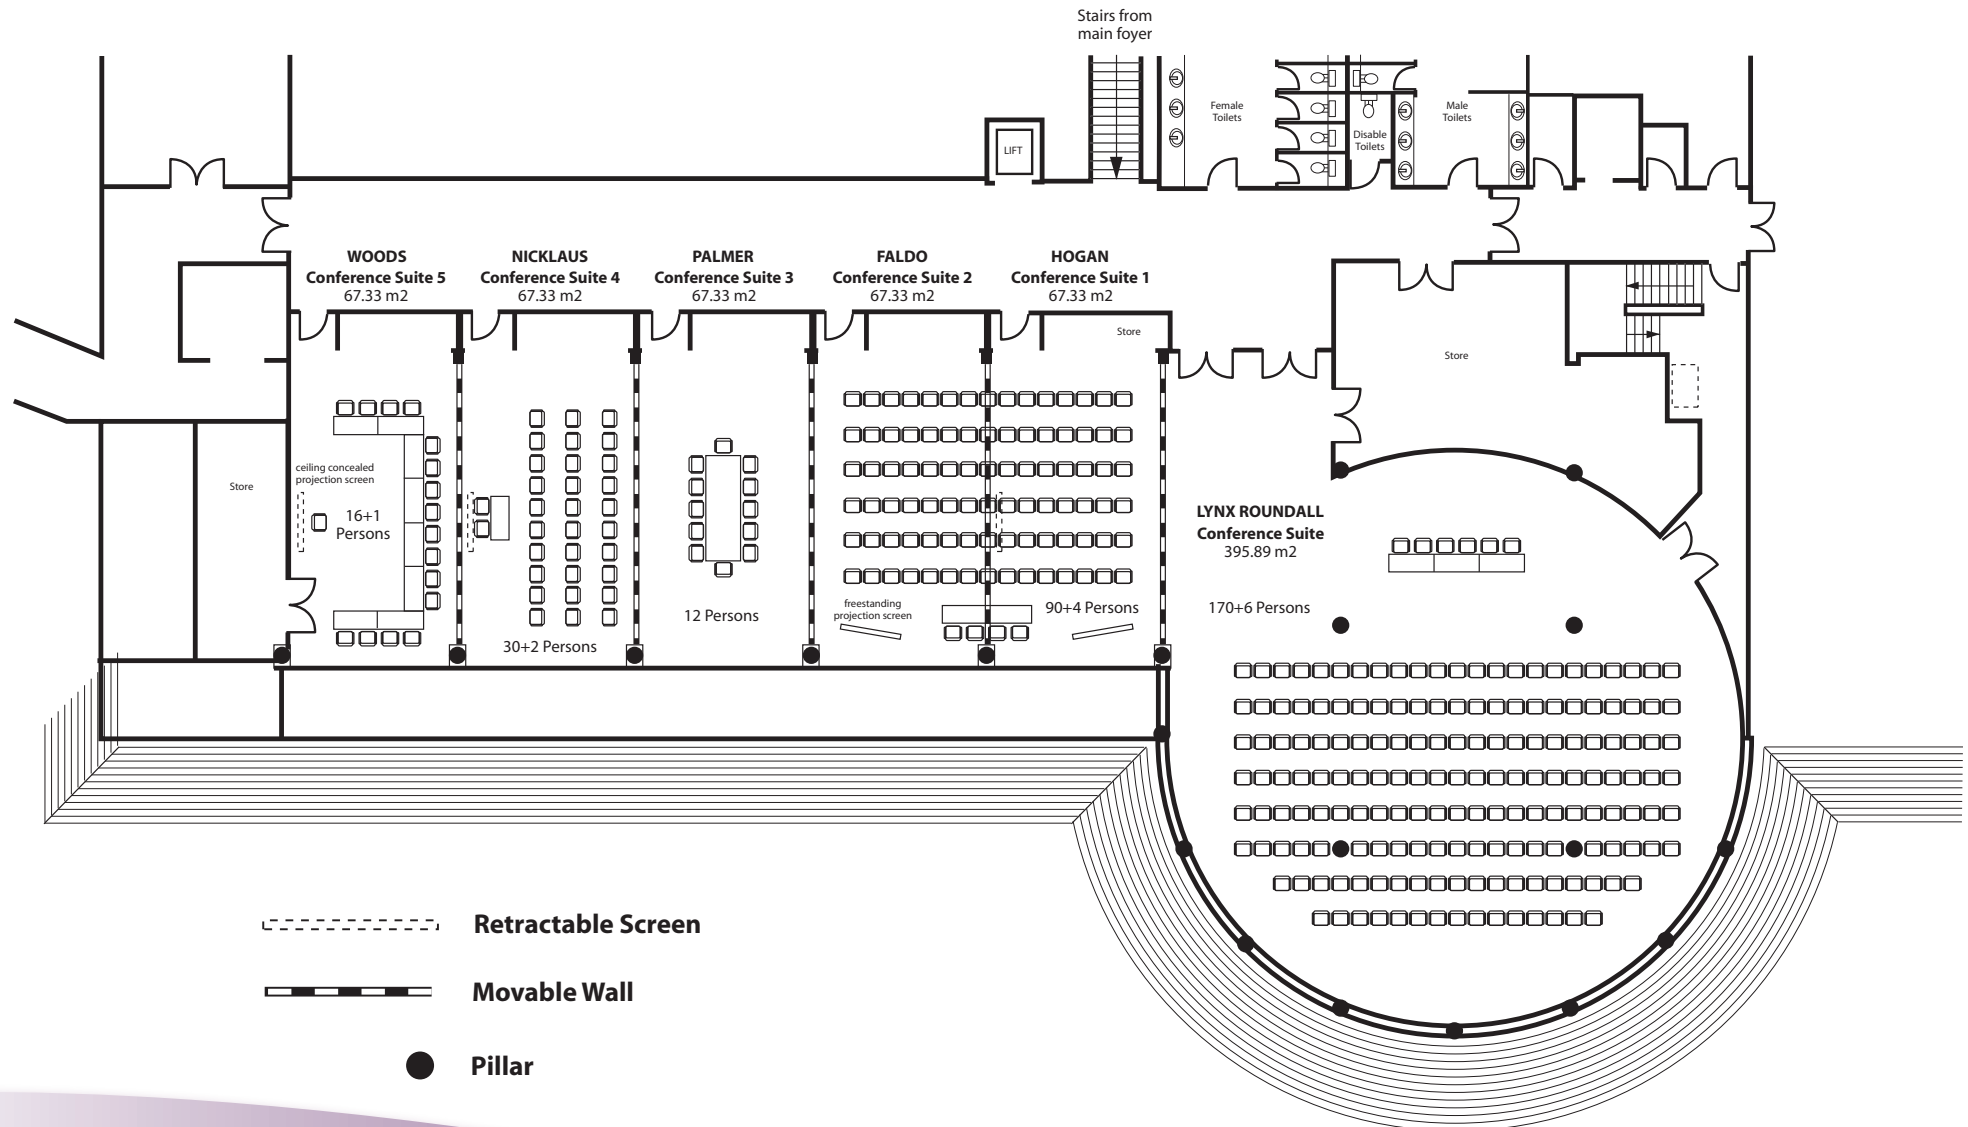 Stairs from
main foyer
Female
Toilets
Male
Toilets
Disable
Toilets
LIFT
WOODS
Conference Suite 5
67.33 m2
NICKLAUS
Conference Suite 4
67.33 m2
PALMER
Conference Suite 3
67.33 m2
FALDO
Conference Suite 2
67.33 m2
HOGAN
Conference Suite 1
67.33 m2
Store
Store
ceiling concealed
projection screen
Store
16+1
Persons
LYNX ROUNDALL
Conference Suite
395.89 m2
freestanding
projection screen
90+4 Persons
170+6 Persons
12 Persons
30+2 Persons
Retractable Screen
Movable Wall
Pillar